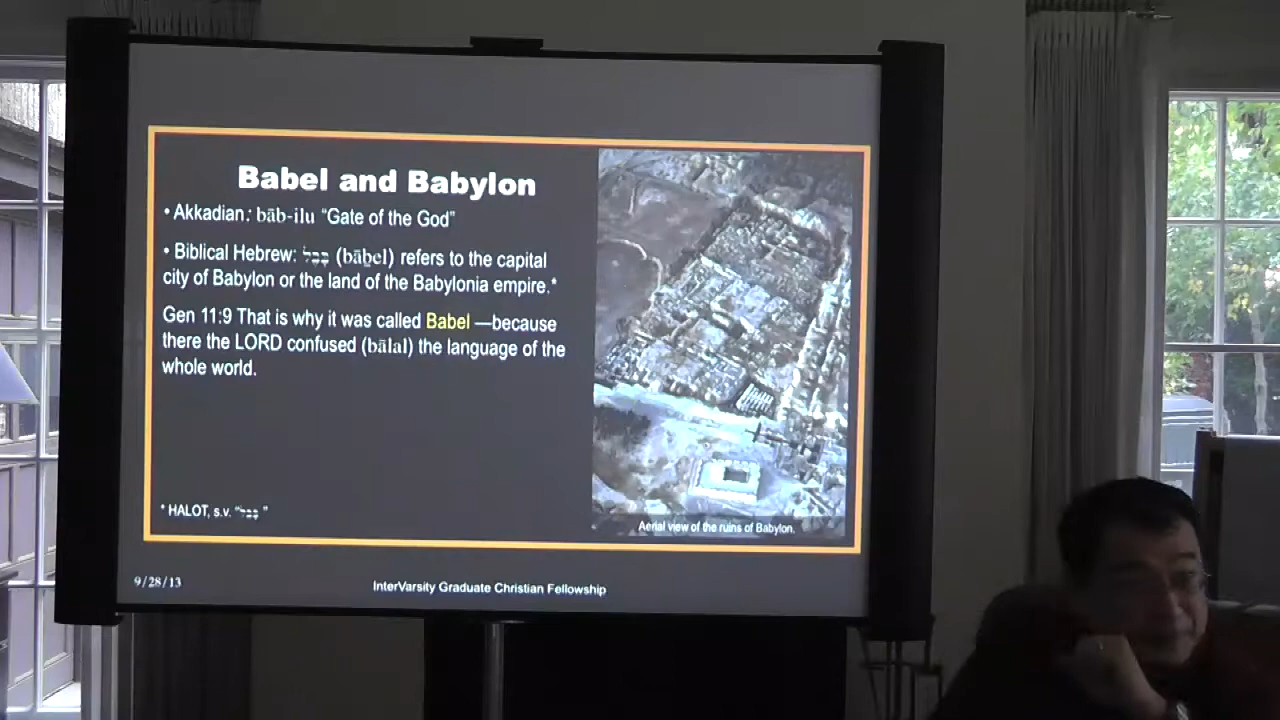 Babel and Babylon
• Akkadian: bāb-ilu “Gate of the God”
• Biblical Hebrew: בָּבֶל (bāḇel) refers to the capital
city of Babylon or the land of the Babylonia empire.*
Gen 11:9 That is why it was called Babel —because
there the LORD confused (bālal) the language of the
whole world.
* HALOT, s.v. “בָּבֶל ”
Aerial view of the ruins of Babylon.
9/28/13
InterVarsity Graduate Christian Fellowship